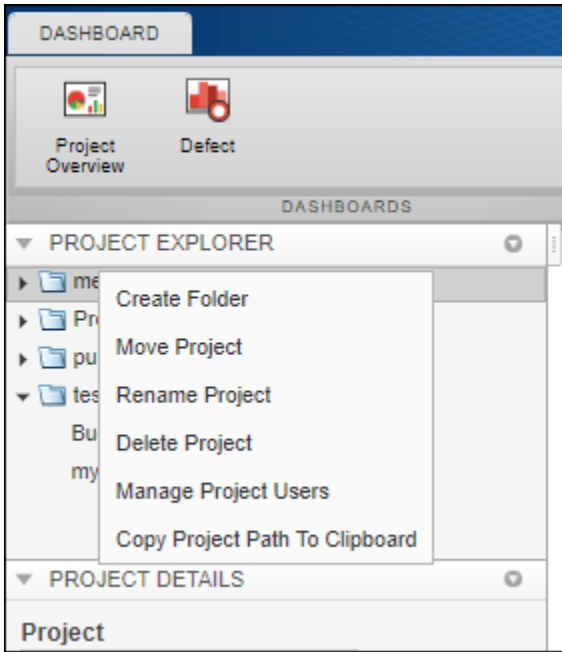 DASHBOARD
Project
Overview
Defect
DASHBOARDS
PROJECT EXPLORER
Create Folder
Move Project
Rename Project
Delete Project
Manage Project Users
Copy Project Path To Clipboard
PROJECT DETAILS
Project